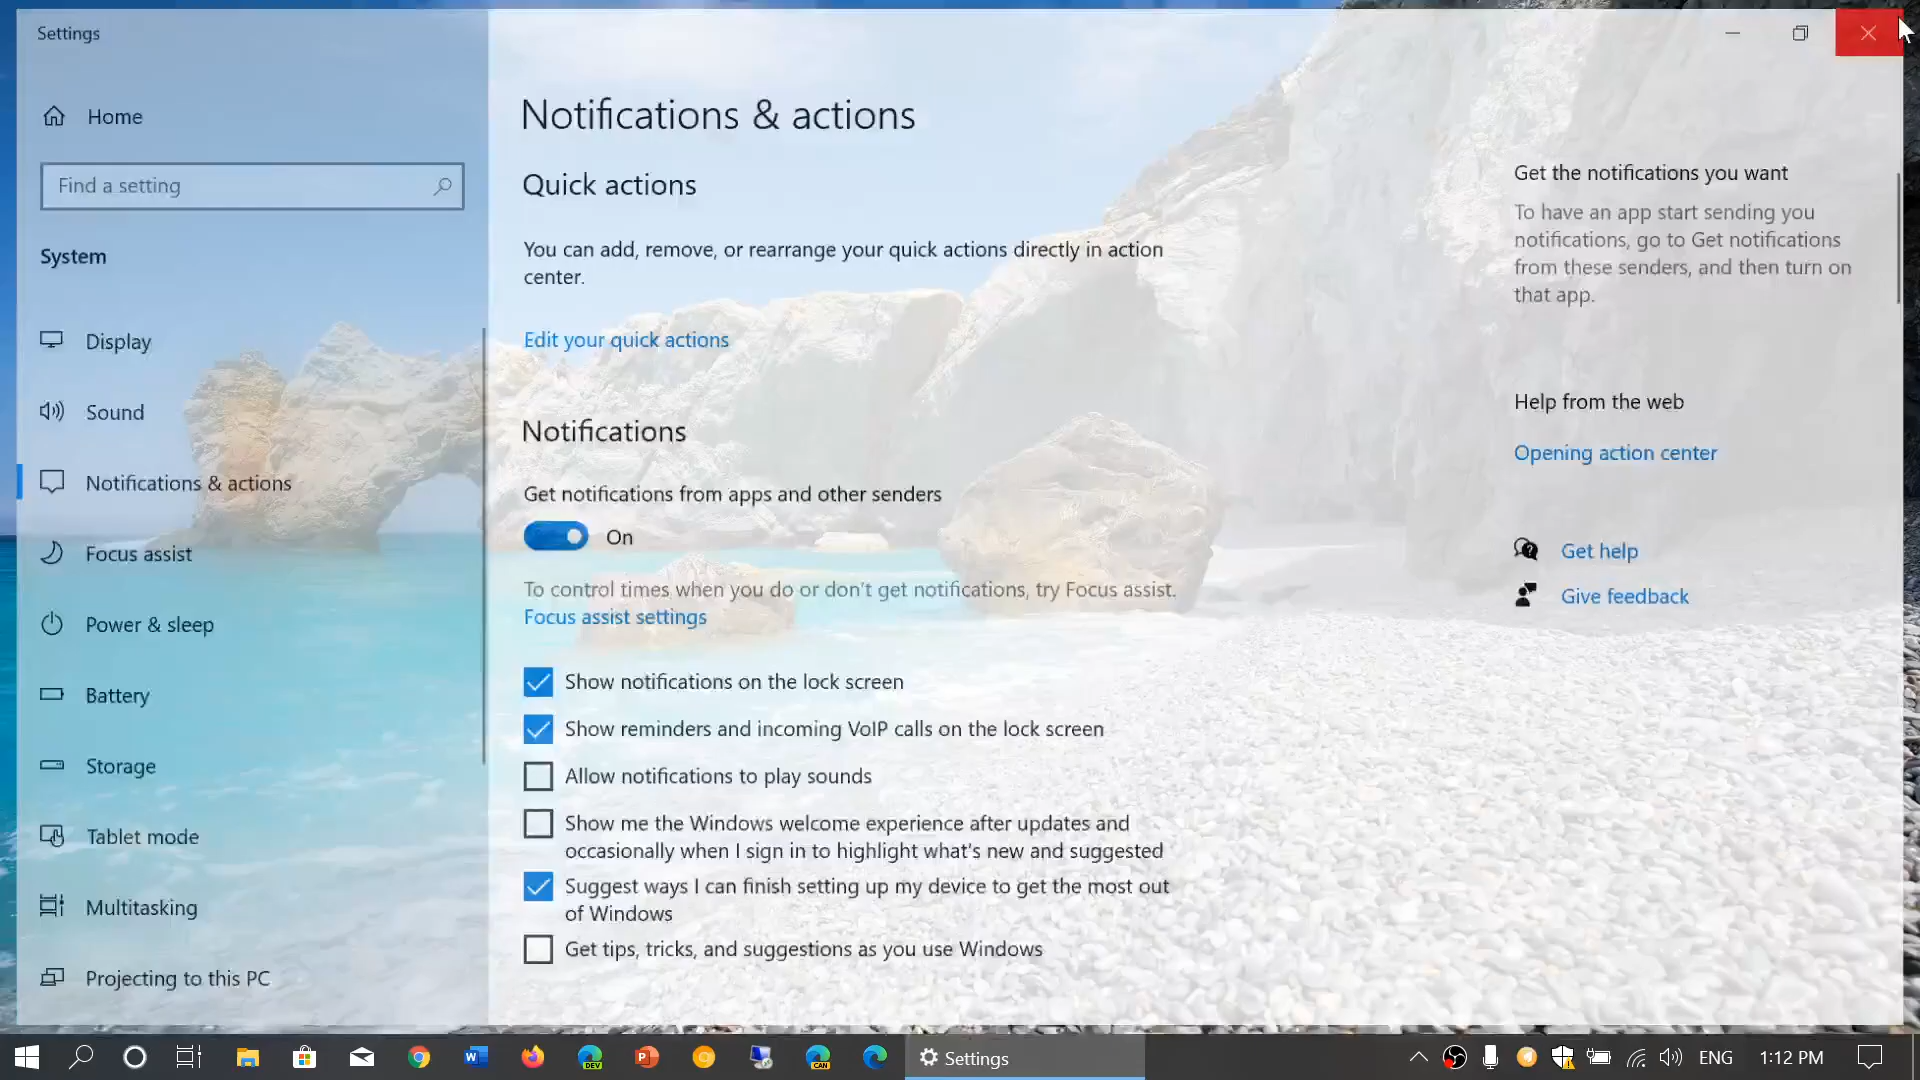 Settings
Home
Find a setting
System
Display
Sound
Notifications & actions
Focus assist
Power & sleep
Battery
Storage
Tablet mode
Multitasking
Projecting to this PC
Notifications & actions
Quick actions
You can add, remove, or rearrange your quick actions directly in action
center.
Edit your quick actions
Notifications
Get notifications from apps and other senders
On
To control times when you do or don't get notifications, try Focus assist.
Focus assist settings
Show notifications on the lock screen
Show reminders and incoming VoIP calls on the lock screen
Allow notifications to play sounds
Show me the Windows welcome experience after updates and
occasionally when I sign in to highlight what's new and suggested
Suggest ways I can finish setting up my device to get the most out
of Windows
Get tips, tricks, and suggestions as you use Windows
Get the notifications you want
To have an app start sending you
notifications, go to Get notifications
from these senders, and then turn on
that app.
Help from the web
Opening action center
Get help
Give feedback
DEV
CAN
Settings
ENG
1:12 PM